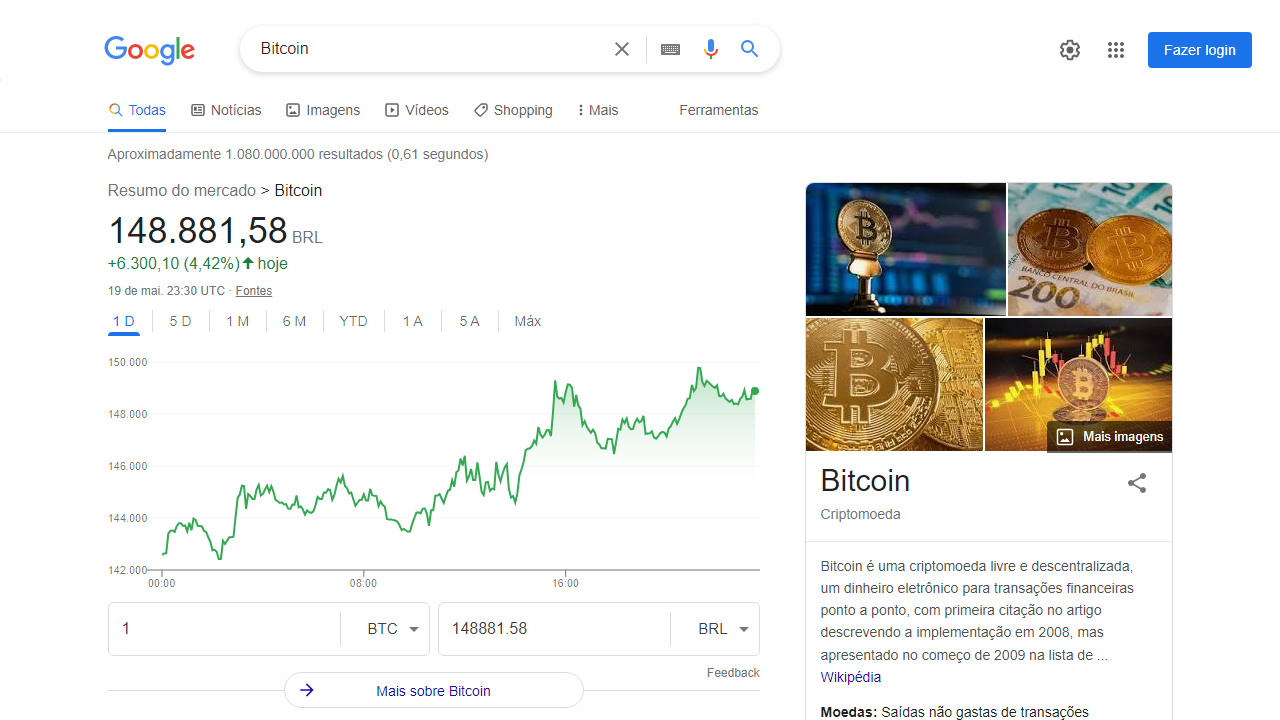 Google
Bitcoin
Fazer login
Todas
Notícias
Imagens
Vídeos
Shopping
Mais
Ferramentas
Aproximadamente 1.080.000.000 resultados (0,61 segundos)
Resumo do mercado > Bitcoin
148.881,58 BRL
+6.300,10 (4,42%) hoje
19 de mai. 23:30 UTC · Fontes
1 D
5 D
1 M
6 M
YTD
1 A
5 A
Máx
150.000
148.000
146.000
144.000
142.000
00:00
08:00
16:00
1
BTC
148881.58
BRL
Feedback
Mais sobre Bitcoin
BANCO CENTRAL DO BRASIL
200
Mais imagens
Bitcoin
Criptomoeda
Bitcoin é uma criptomoeda livre e descentralizada,
um dinheiro eletrônico para transações financeiras
ponto a ponto, com primeira citação no artigo
descrevendo a implementação em 2008, mas
apresentado no começo de 2009 na lista de ...
Wikipédia
Moedas: Saídas não gastas de transações